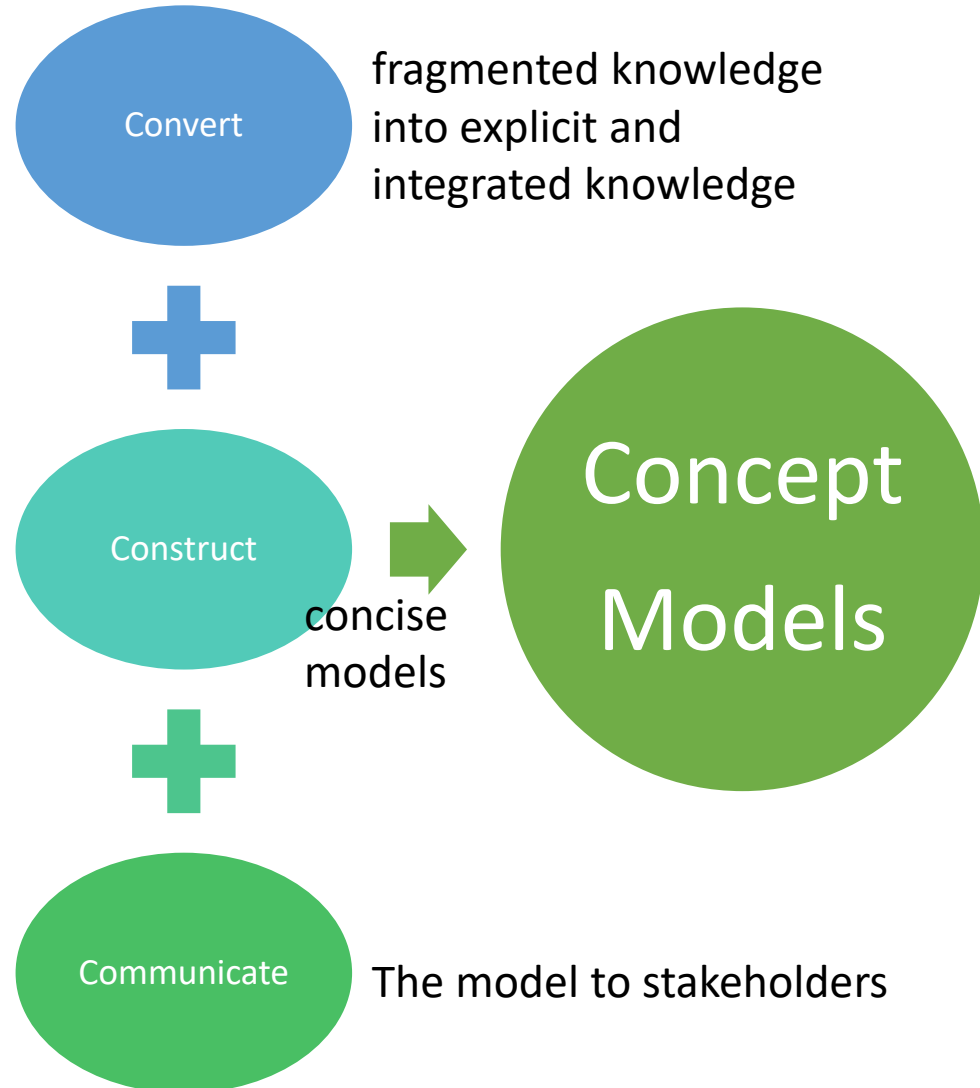 Convert
fragmented knowledge
into explicit and
integrated knowledge
Construct
concise
models
Concept
Models
Communicate
The model to stakeholders